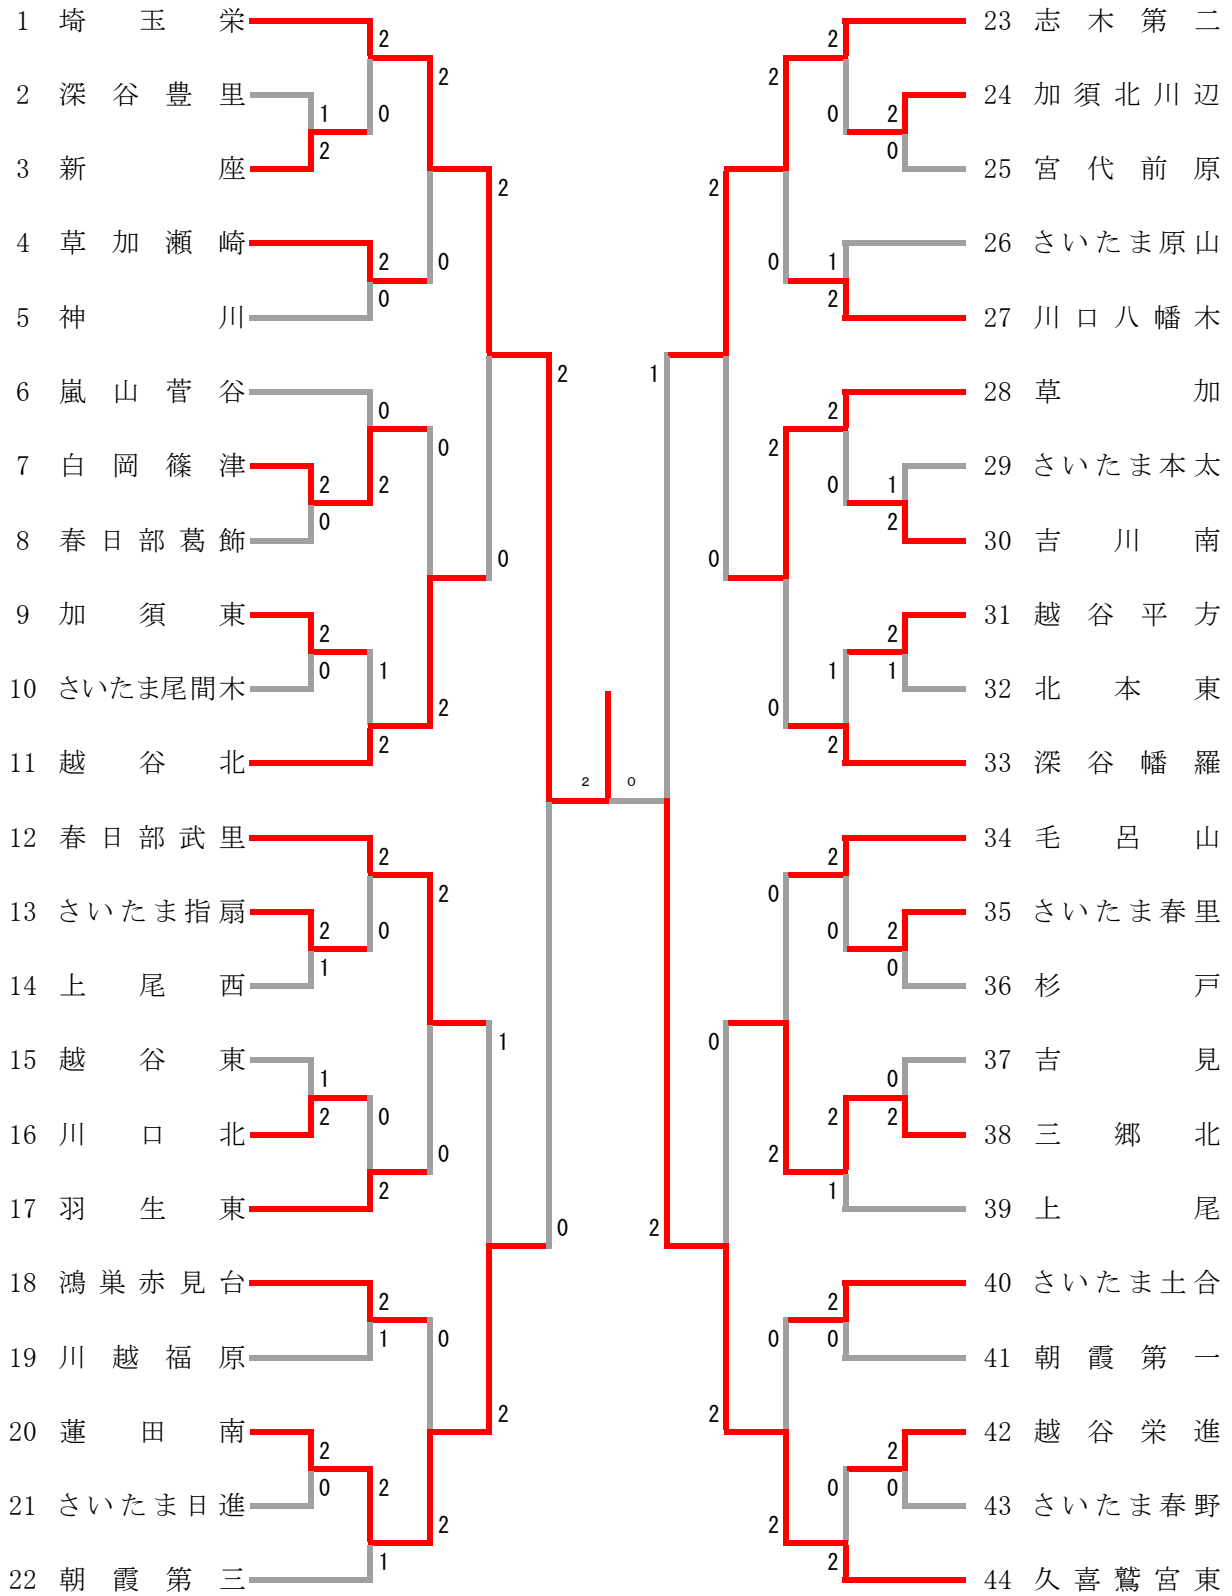 1 埼玉栄
2 深谷豊里
3 新座
4 草加瀬崎
5 神川
6 嵐山菅谷
7 白岡篠津
8 春日部葛飾
9 加須東
10 さいたま尾間木
11 越谷北
12 春日部武里
13 さいたま指扇
14 上尾西
15 越谷東
16 川口北
17 羽生東
18 鴻巣赤見台
19 川越福原
20 蓮田南
21 さいたま日進
22 朝霞第三
2
1
0
2
2
2
0
0
0
2
2
0
2
0
1
2
2
2
0
1
1
2
0
2
2
1
0
2
2
0
0
2
2
0
2
1
0
2
2
1
0
2
2
0
2 0
23 志木第二
24 加須北川辺
25 宮代前原
26 さいたま原山
27 川口八幡木
28 草加
29 さいたま本太
30 吉川南
31 越谷平方
32 北本東
33 深谷幡羅
34 毛呂山
35 さいたま春里
36 杉戸
37 吉見
38 三郷北
39 上尾
40 さいたま土合
41 朝霞第一
42 越谷栄進
43 さいたま春野
44 久喜鷲宮東
2
2
0
2
0
2
0
1
2
1
2
2
0
1
2
0
2
1
1
0
2
2
0
0
2
0
0
0
2
2
2
1
2
2
0
0
2
2
0
0
2
2